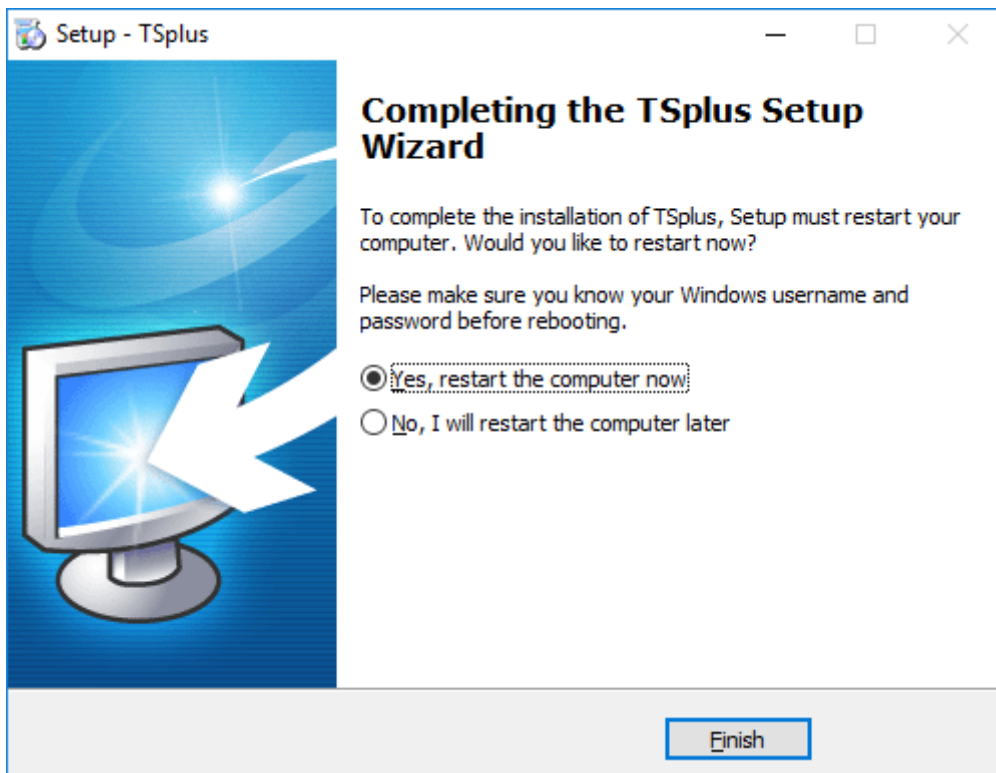 Setup - TSplus
Completing the TSplus Setup
Wizard
To complete the installation of TSplus, Setup must restart your
computer. Would you like to restart now?
Please make sure you know your Windows username and
password before rebooting.
Yes, restart the computer now
No, I will restart the computer later
Finish